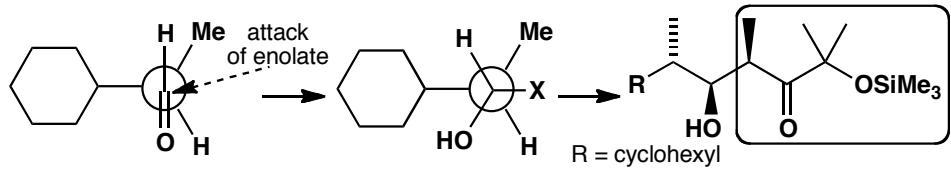 H Me
attack
of enolate
O H
H Me
X
HO H
R
HO O
OSiMe3
R = cyclohexyl